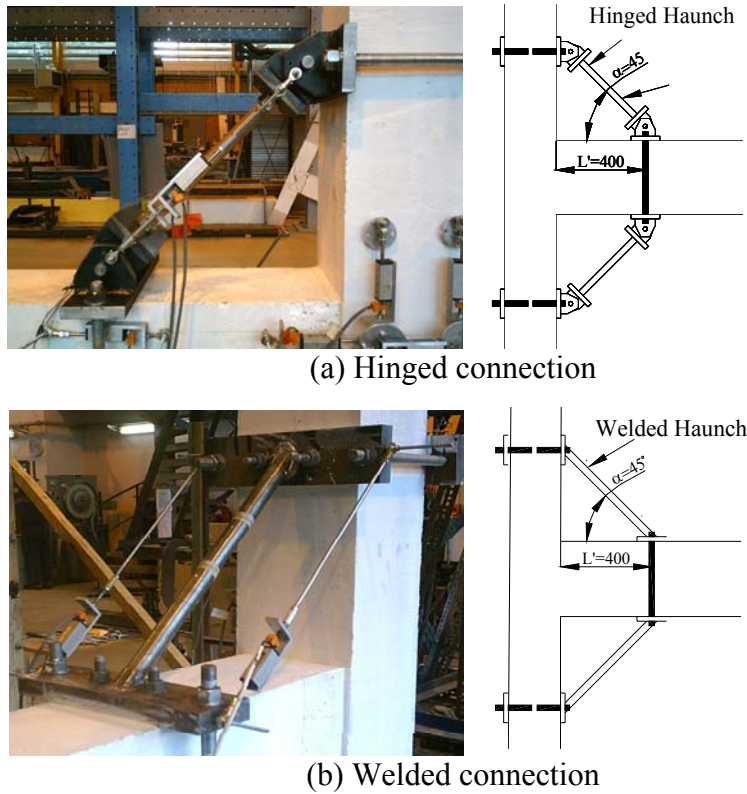 Hinged Haunch
α=45
L'=400
(a) Hinged connection
Welded Haunch
α=45°
L'=400
(b) Welded connection